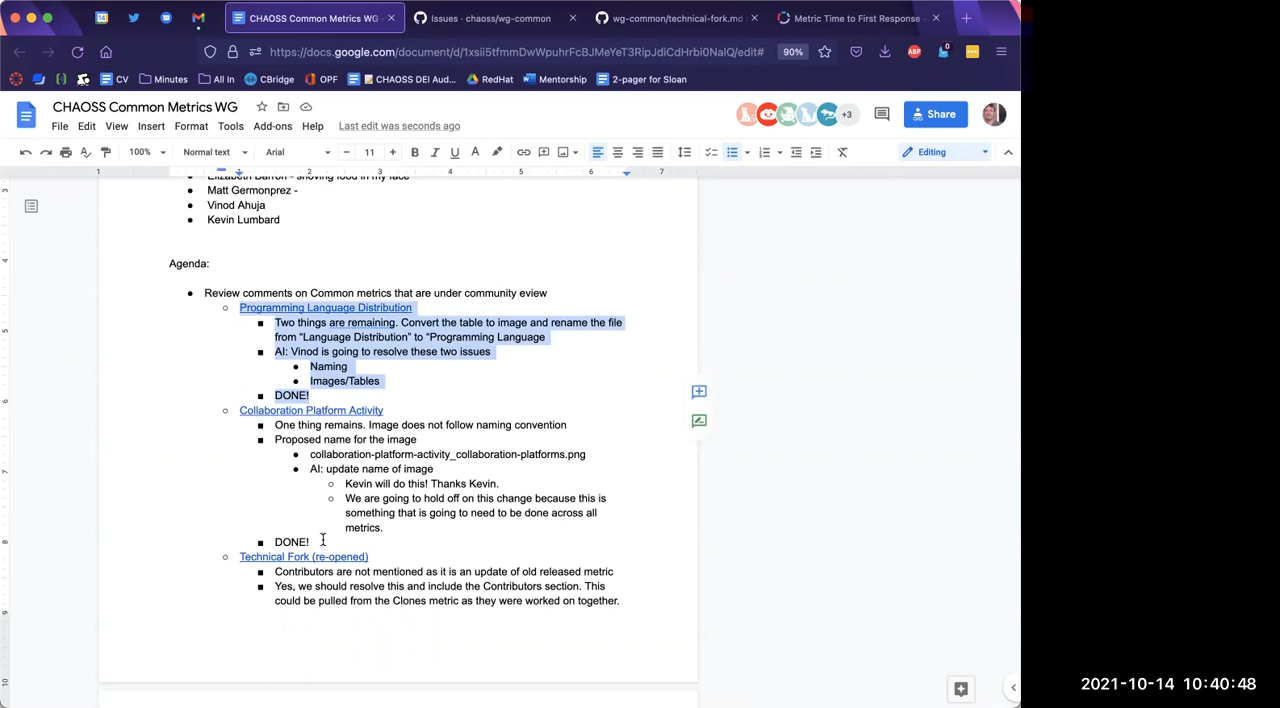 CHAOSS Common Metrics WG -
Issues · chaoss/wg-common
wg-common/technical-fork.md
Metric Time to First Response -
https://docs.google.com/document/d/1xsii5tfmmDwWpuhrFcBJMeYeT3RipJdiCdHrbi0NalQ/edit#
90%
ABP
0
CV
Minutes
All In
CBridge
OPF
CHAOSS DEI Aud...
RedHat
Mentorship
2-pager for Sloan
CHAOSS Common Metrics WG
File Edit View Insert Format Tools Add-ons Help Last edit was seconds ago
+3
Share
100% Normal text Arial 11 Editing
1 1 2 3 4 5 6 7
Elizabeth Barron - shoving food in my face
Matt Germonprez -
Vinod Ahuja
Kevin Lumbard
Agenda:
Review comments on Common metrics that are under community eview
Programming Language Distribution
Two things are remaining. Convert the table to image and rename the file
from “Language Distribution” to “Programming Language
AI: Vinod is going to resolve these two issues
Naming
Images/Tables
DONE!
Collaboration Platform Activity
One thing remains. Image does not follow naming convention
Proposed name for the image
collaboration-platform-activity_collaboration-platforms.png
AI: update name of image
Kevin will do this! Thanks Kevin.
We are going to hold off on this change because this is
something that is going to need to be done across all
metrics.
DONE!
Technical Fork (re-opened)
Contributors are not mentioned as it is an update of old released metric
Yes, we should resolve this and include the Contributors section. This
could be pulled from the Clones metric as they were worked on together.
2021-10-14 10:40:48